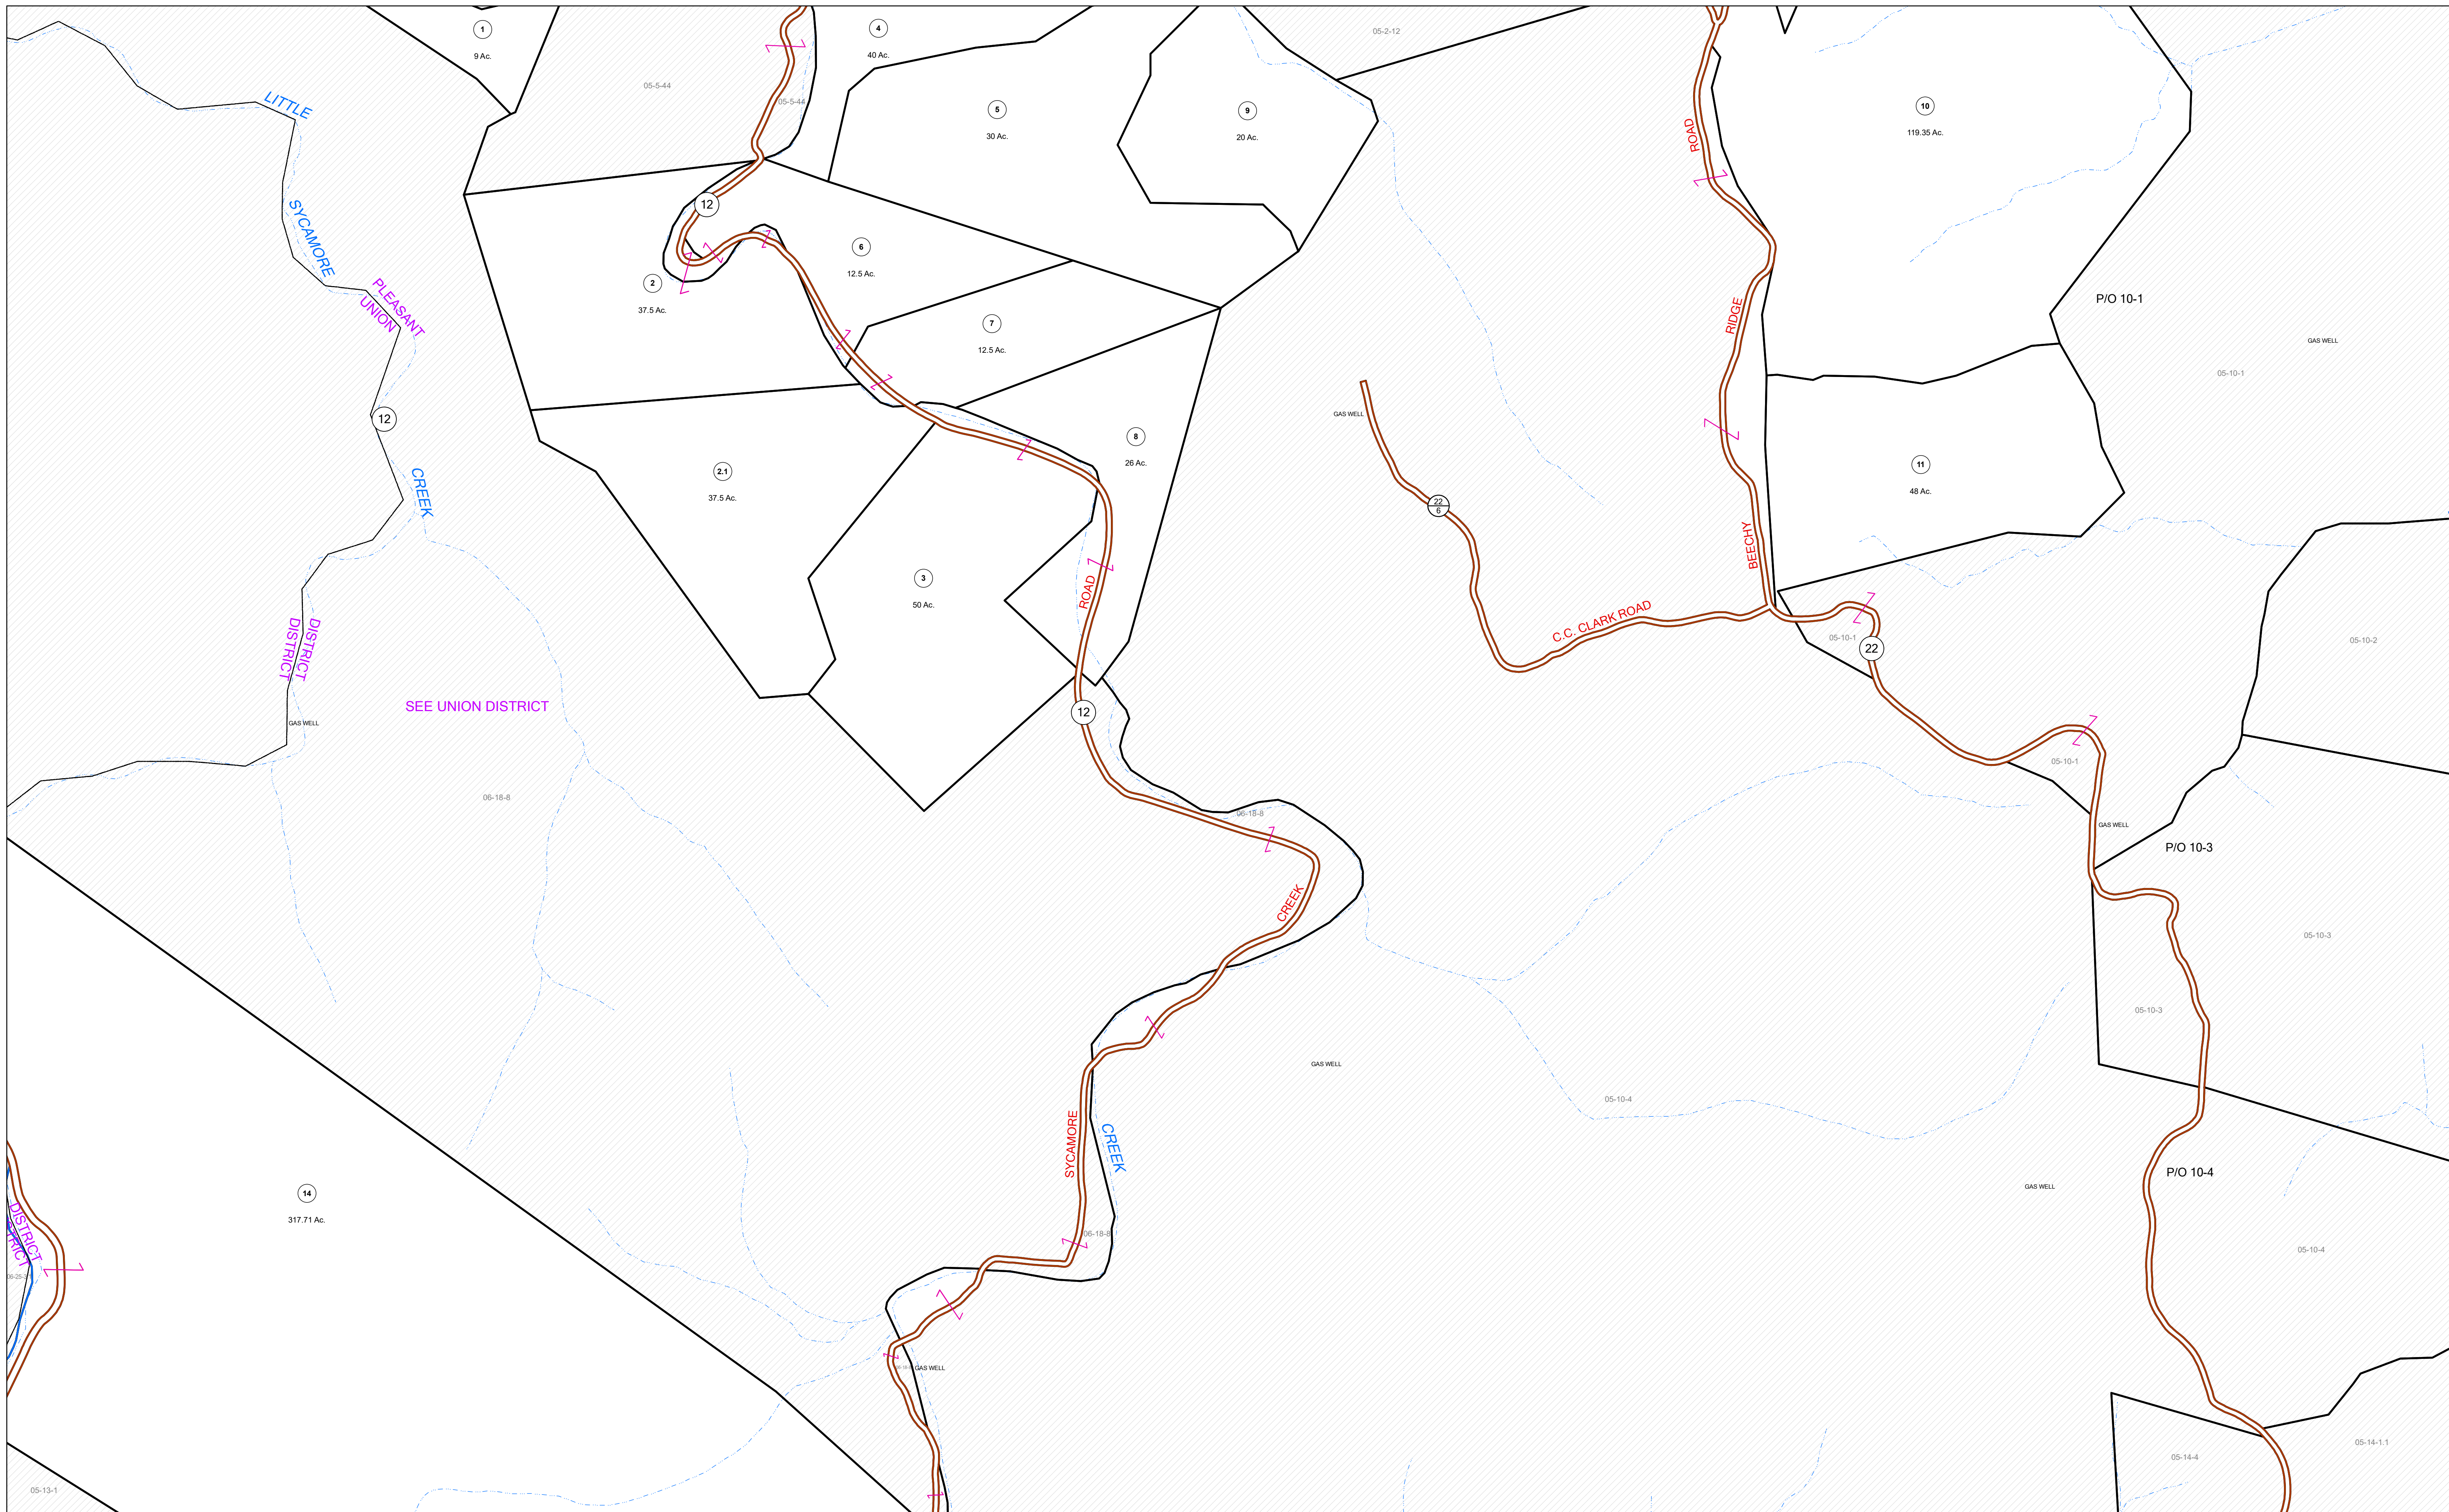 1
9 Ac.
4
40 Ac.
05-2-12
05-5-44
05-5-44
LITTLE
5
30 Ac.
9
20 Ac.
10
119.35 Ac.
ROAD
SYCAMORE
12
6
12.5 Ac.
2
37.5 Ac.
PLEASANT
UNION
7
12.5 Ac.
RIDGE
P/O 10-1
GAS WELL
05-10-1
12
GAS WELL
8
26 Ac.
2.1
37.5 Ac.
11
48 Ac.
CREEK
22
6
BEECHY
3
50 Ac.
ROAD
C.C. CLARK ROAD
DISTRICT
DISTRICT
05-10-1
22
05-10-2
SEE UNION DISTRICT
12
GAS WELL
05-10-1
06-18-8
06-18-8
GAS WELL
P/O 10-3
CREEK
05-10-3
05-10-3
GAS WELL
05-10-4
SYCAMORE
CREEK
P/O 10-4
GAS WELL
14
317.71 Ac.
DISTRICT
06-18-8
05-10-4
GAS WELL
05-14-1.1
05-14-4
05-13-1